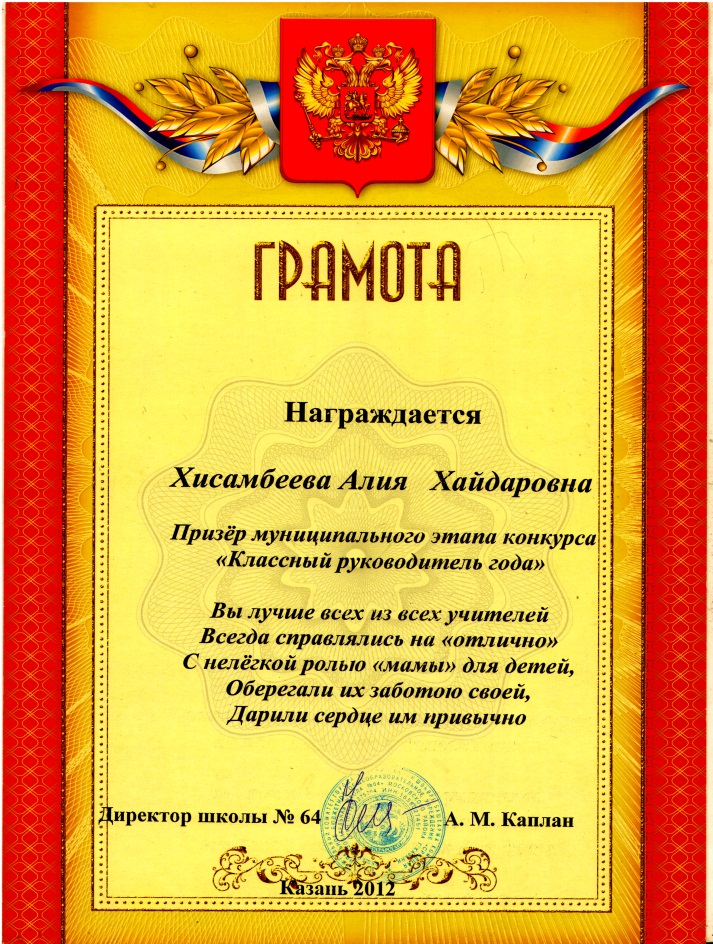 ГРАМОТА
Награждается
Хисамбеева Алия Хайдаровна
Призёр муниципального этапа конкурса
«Классный руководитель года»
Вы лучше всех из всех учителей
Всегда справлялись на «отлично»
С нелёгкой ролью «мамы» для детей,
Оберегали их заботою своей,
Дарили сердце им привычно
Директор школы № 64 А. М. Каплан
Казань 2012